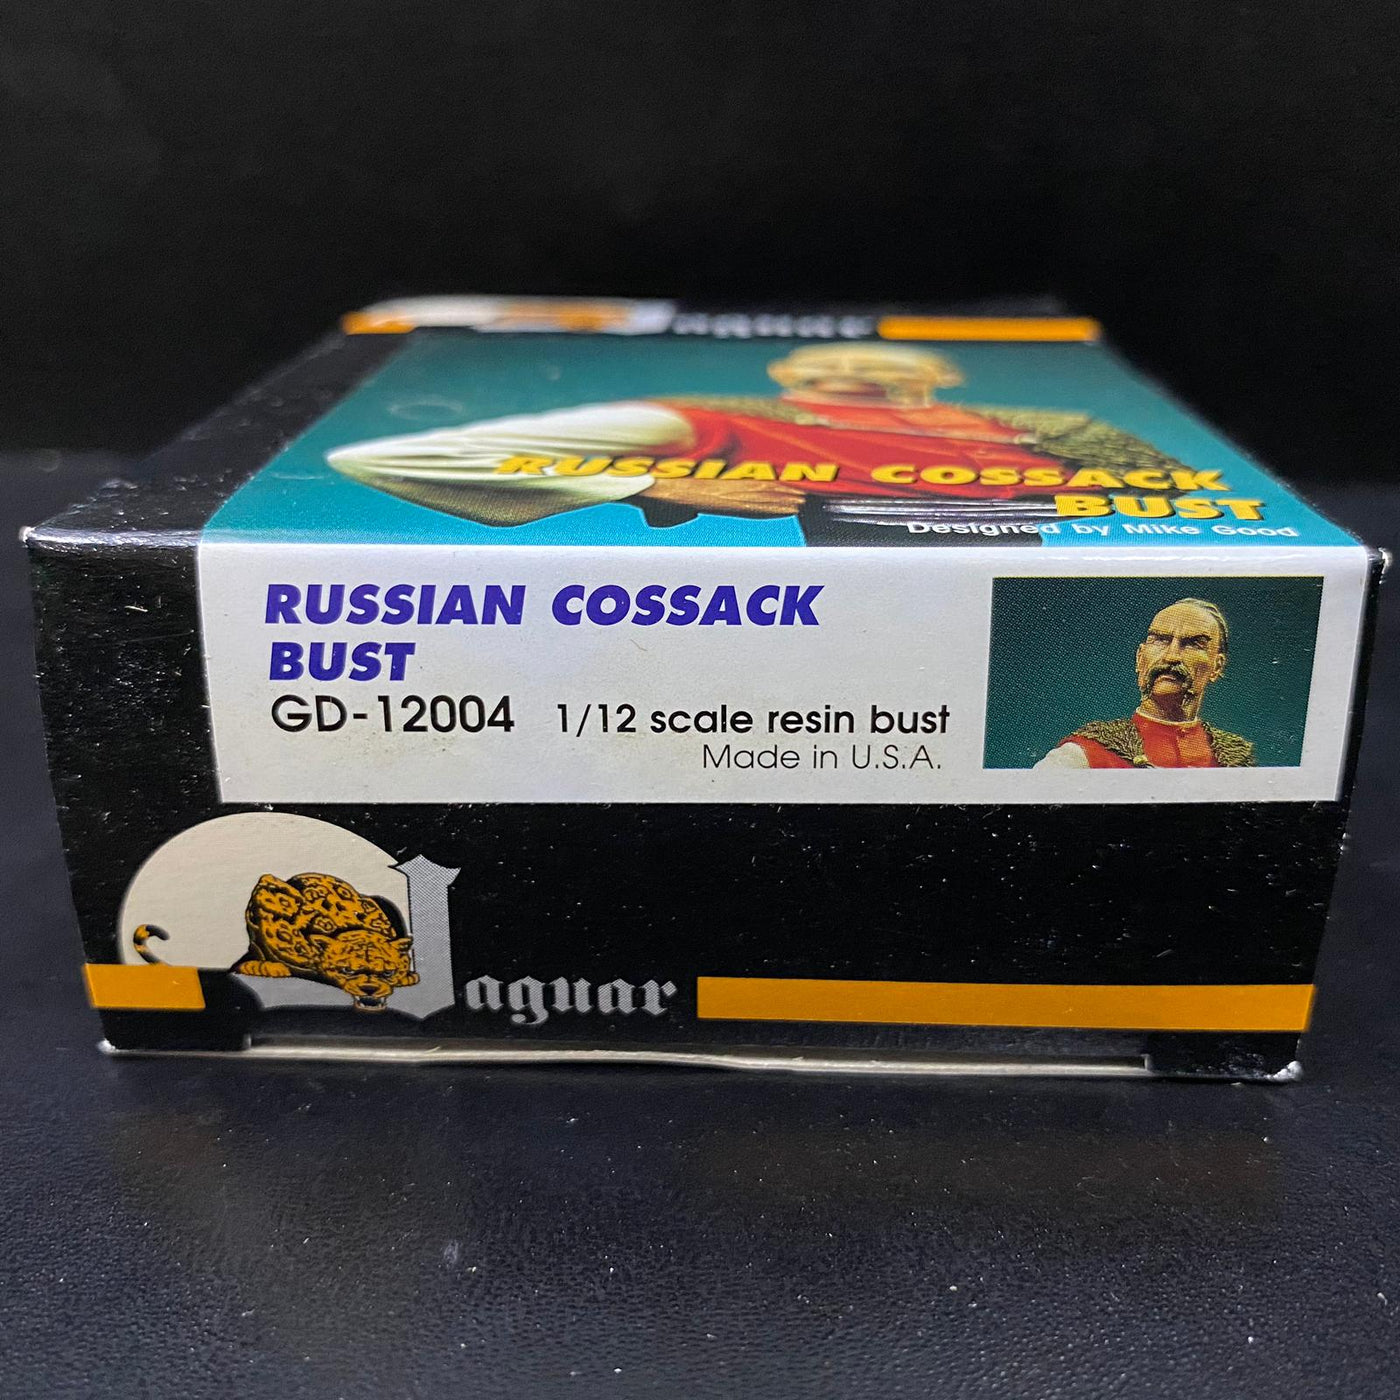 Jaguar
RUSSIAN COSSACK
BUST
Designed by Mike Good
RUSSIAN COSSACK
BUST
GD-12004 1/12 scale resin bust
Made in U.S.A.
Jaguar